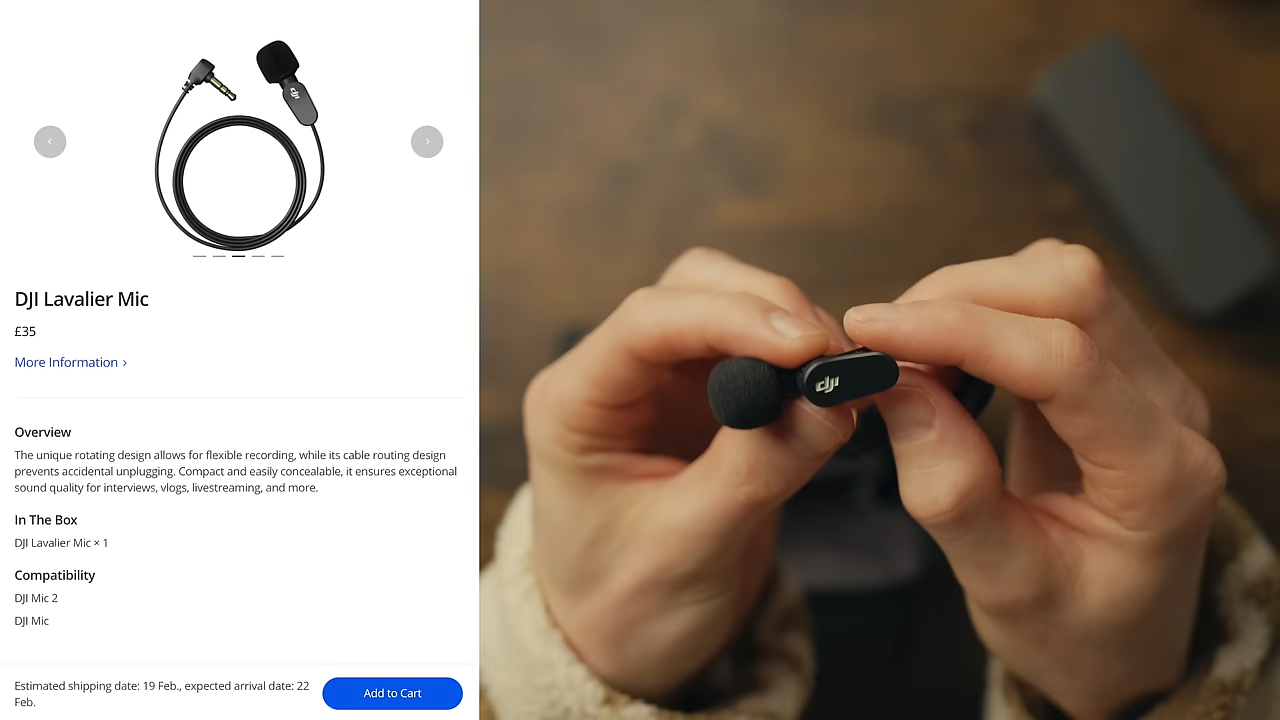 dji
DJI Lavalier Mic
£35
More Information ›
Overview
The unique rotating design allows for flexible recording, while its cable routing design
prevents accidental unplugging. Compact and easily concealable, it ensures exceptional
sound quality for interviews, vlogs, livestreaming, and more.
In The Box
DJI Lavalier Mic × 1
Compatibility
DJI Mic 2
DJI Mic
Estimated shipping date: 19 Feb., expected arrival date: 22
Feb.
Add to Cart
dji